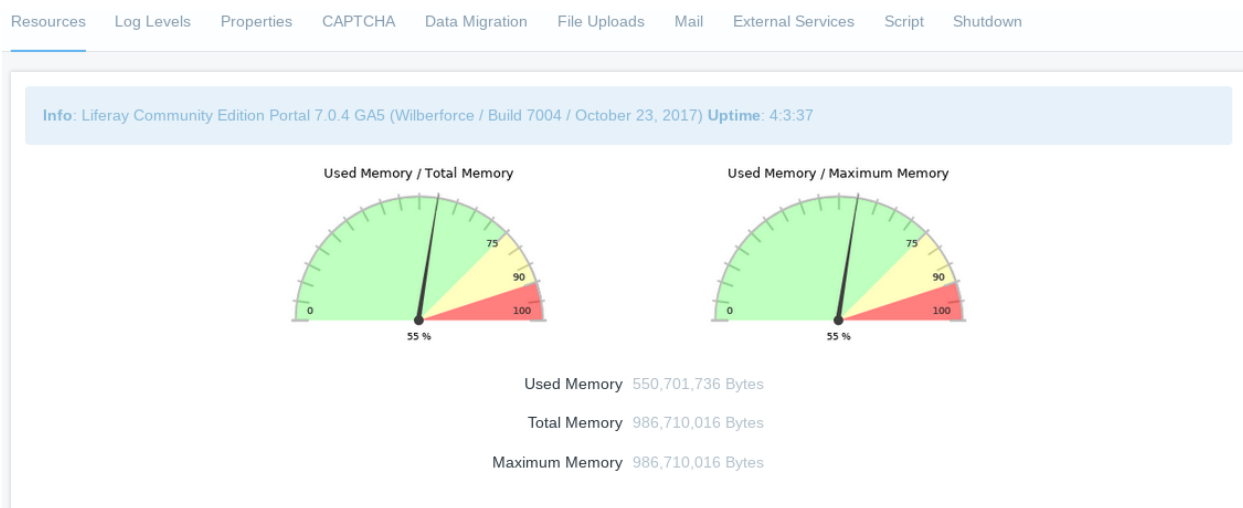 Resources Log Levels Properties CAPTCHA Data Migration File Uploads Mail External Services Script Shutdown
Info: Liferay Community Edition Portal 7.0.4 GA5 (Wilberforce / Build 7004 / October 23, 2017) Uptime: 4:3:37
Used Memory / Total Memory
0 75 90 100
55 %
Used Memory / Maximum Memory
0 75 90 100
55 %
Used Memory 550,701,736 Bytes
Total Memory 986,710,016 Bytes
Maximum Memory 986,710,016 Bytes